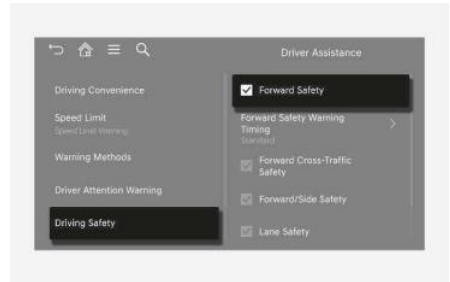 Driver Assistance
Driving Convenience
Speed Limit
Speed Limit Warning
Warning Methods
Driver Attention Warning
Driving Safety
Forward Safety
Forward Safety Warning
Timing
Standard
Forward Cross-Traffic
Safety
Forward/Side Safety
Lane Safety